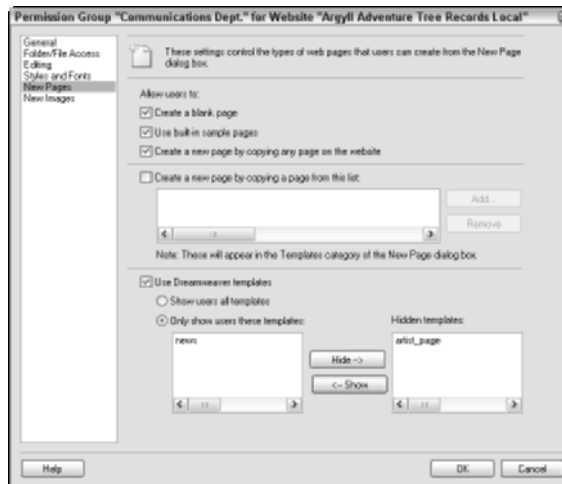 Permission Group "Communications Dept." for Website "Argyll Adventure Tree Records Local"
General
Folder/File Access
Editing
Styles and Fonts
New Pages
New Images
These settings control the types of web pages that users can create from the New Page
dialog box.
Allow users to:
Create a blank page
Use built-in sample pages
Create a new page by copying any page on the website
Create a new page by copying a page from this list:
Add...
Remove
Note: These will appear in the Templates category of the New Page dialog box.
Use Dreamweaver templates
Show users all templates
Only show users these templates:
Hidden templates:
news
artist_page
Hide -->
<-- Show
Help
OK
Cancel